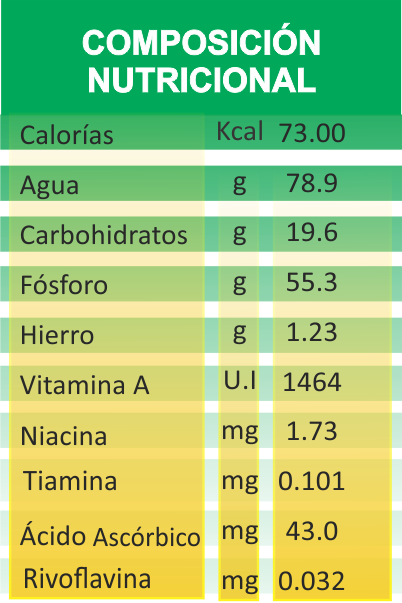 COMPOSICIÓN
NUTRICIONAL
Calorías Kcal 73.00
Agua g 78.9
Carbohidratos g 19.6
Fósforo g 55.3
Hierro g 1.23
Vitamina A U.I 1464
Niacina mg 1.73
Tiamina mg 0.101
Ácido Ascórbico mg 43.0
Rivoflavina mg 0.032